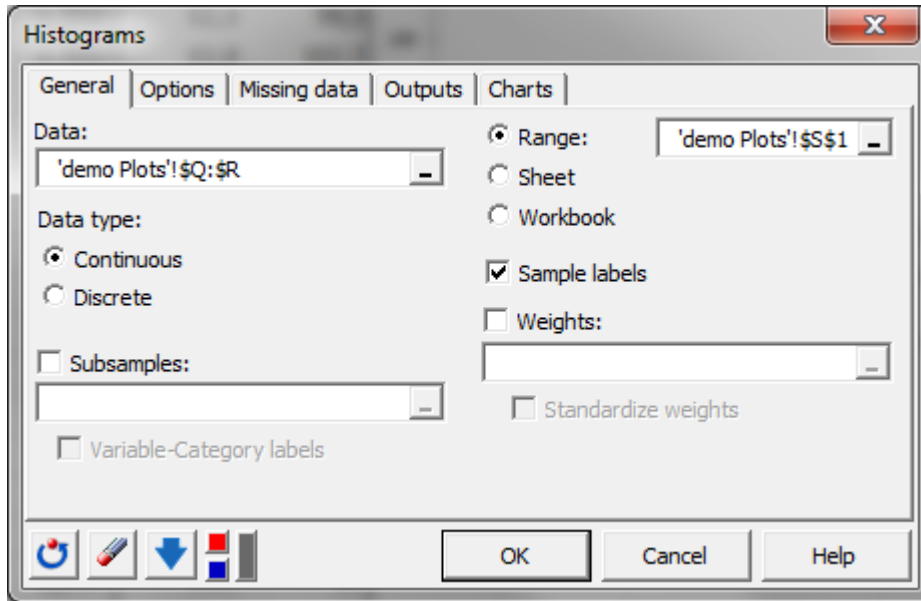 Histograms
General Options Missing data Outputs Charts
Data:
'demo Plots'!$Q:$R
Data type:
Continuous
Discrete
Subsamples:
Variable-Category labels
Range: 'demo Plots'!$S$1
Sheet
Workbook
Sample labels
Weights:
Standardize weights
OK Cancel Help